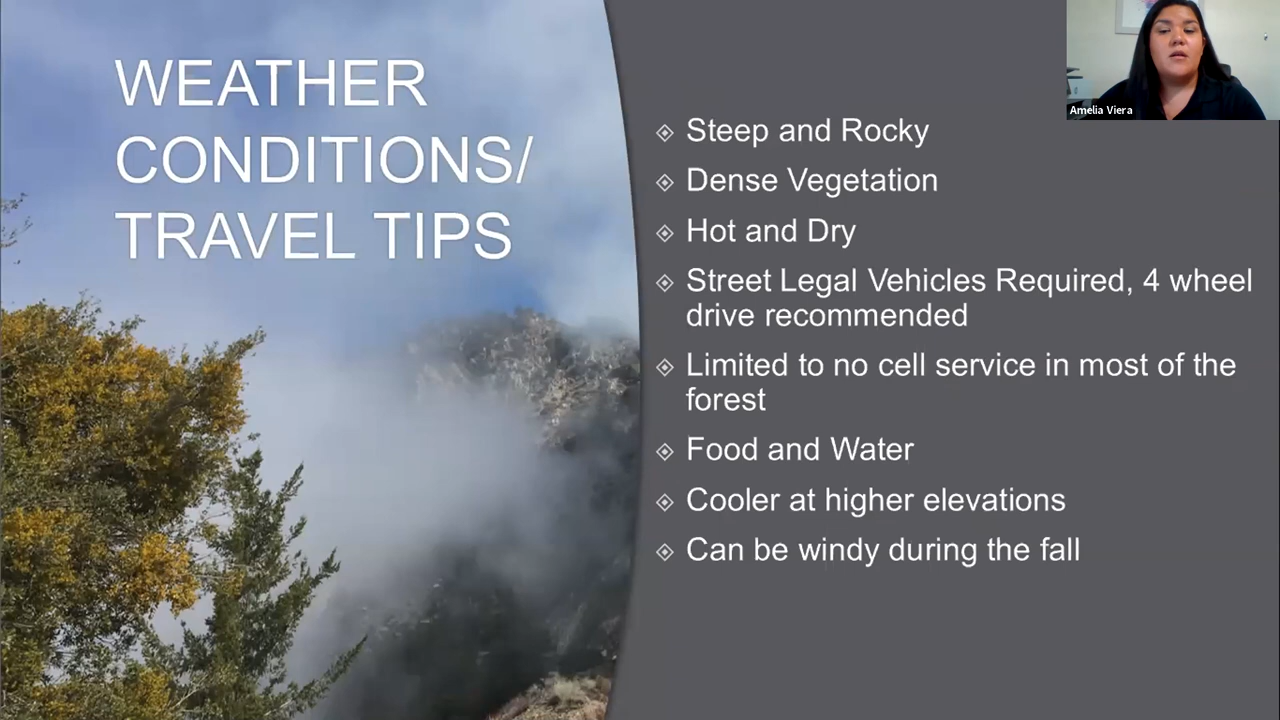 WEATHER
CONDITIONS/
TRAVEL TIPS
Steep and Rocky
Dense Vegetation
Hot and Dry
Street Legal Vehicles Required, 4 wheel
drive recommended
Limited to no cell service in most of the
forest
Food and Water
Cooler at higher elevations
Can be windy during the fall
Amelia Viera